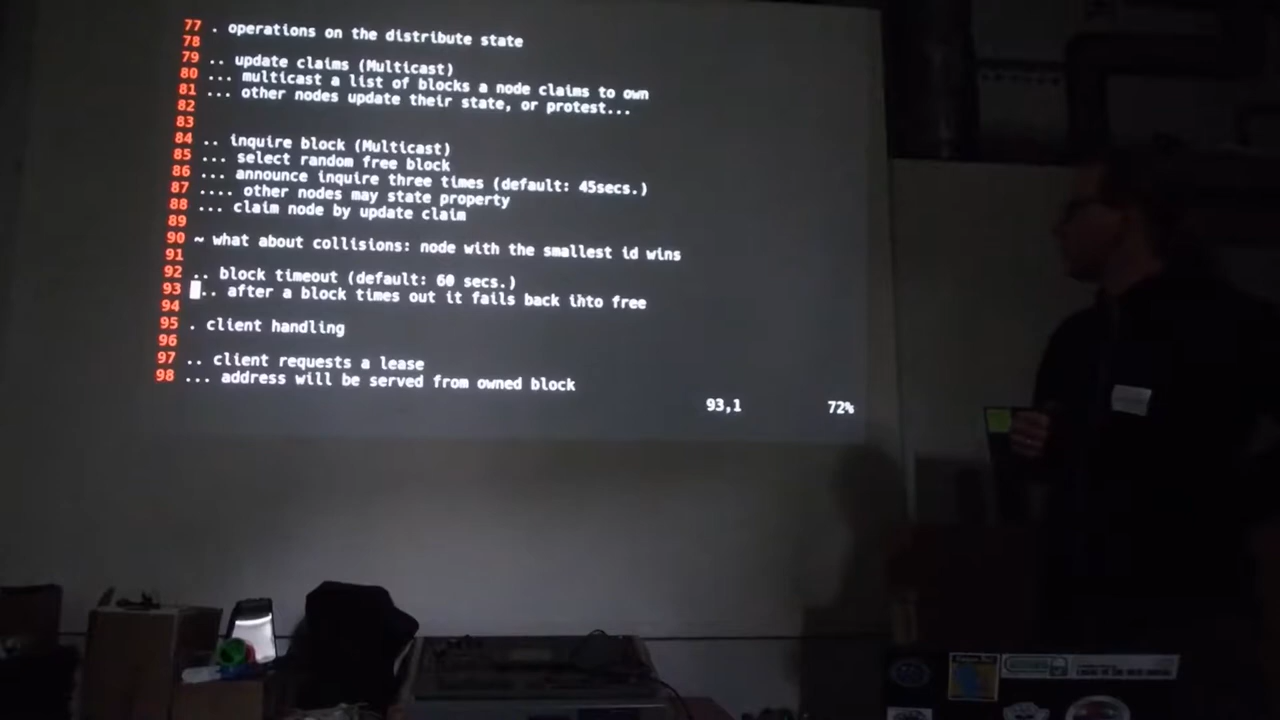 77 . operations on the distribute state
78
79 .. update claims (Multicast)
80 ... multicast a list of blocks a node claims to own
81 ... other nodes update their state, or protest...
82
83
84 .. inquire block (Multicast)
85 ... select random free block
86 ... announce inquire three times (default: 45secs.)
87 .... other nodes may state property
88 ... claim node by update claim
89
90 ~ what about collisions: node with the smallest id wins
91
92 .. block timeout (default: 60 secs.)
93 .. after a block times out it fails back into free
94
95 . client handling
96
97 .. client requests a lease
98 ... address will be served from owned block
93,1 72%